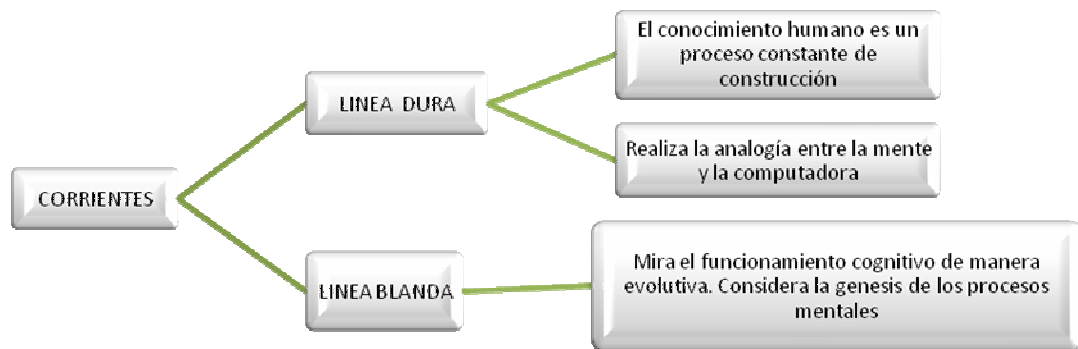 CORRIENTES
LINEA DURA
El conocimiento humano es un
proceso constante de
construcción
Realiza la analogía entre la mente
y la computadora
LINEA BLANDA
Mira el funcionamiento cognitivo de manera
evolutiva. Considera la genesis de los procesos
mentales